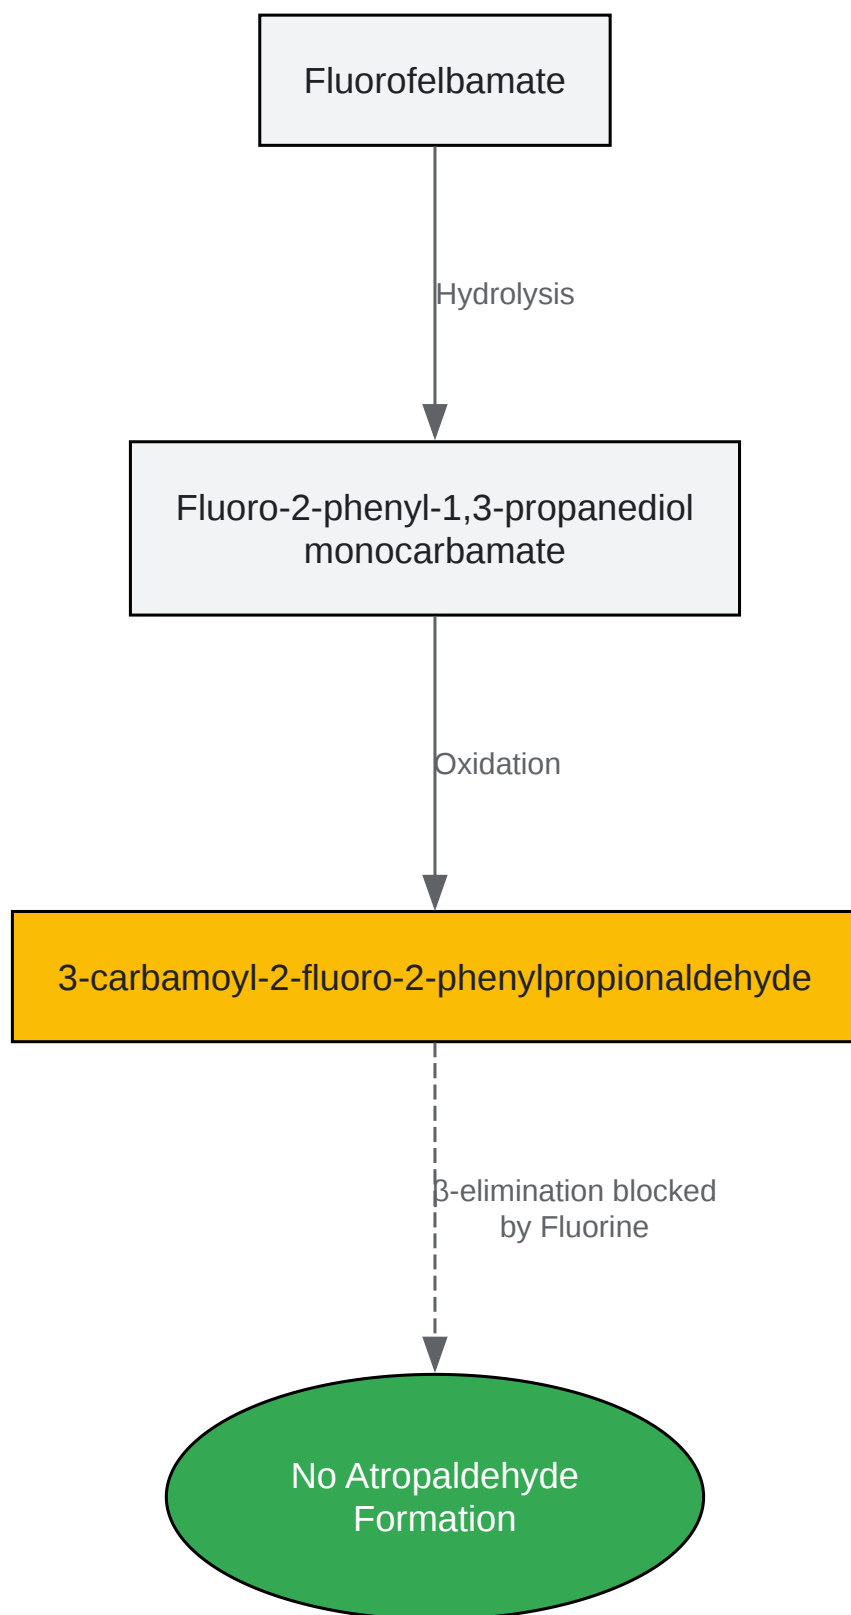 Fluorofelbamate
Hydrolysis
Fluoro-2-phenyl-1,3-propanediol
monocarbamate
Oxidation
3-carbamoyl-2-fluoro-2-phenylpropionaldehyde
β-elimination blocked
by Fluorine
No Atropaldehyde
Formation